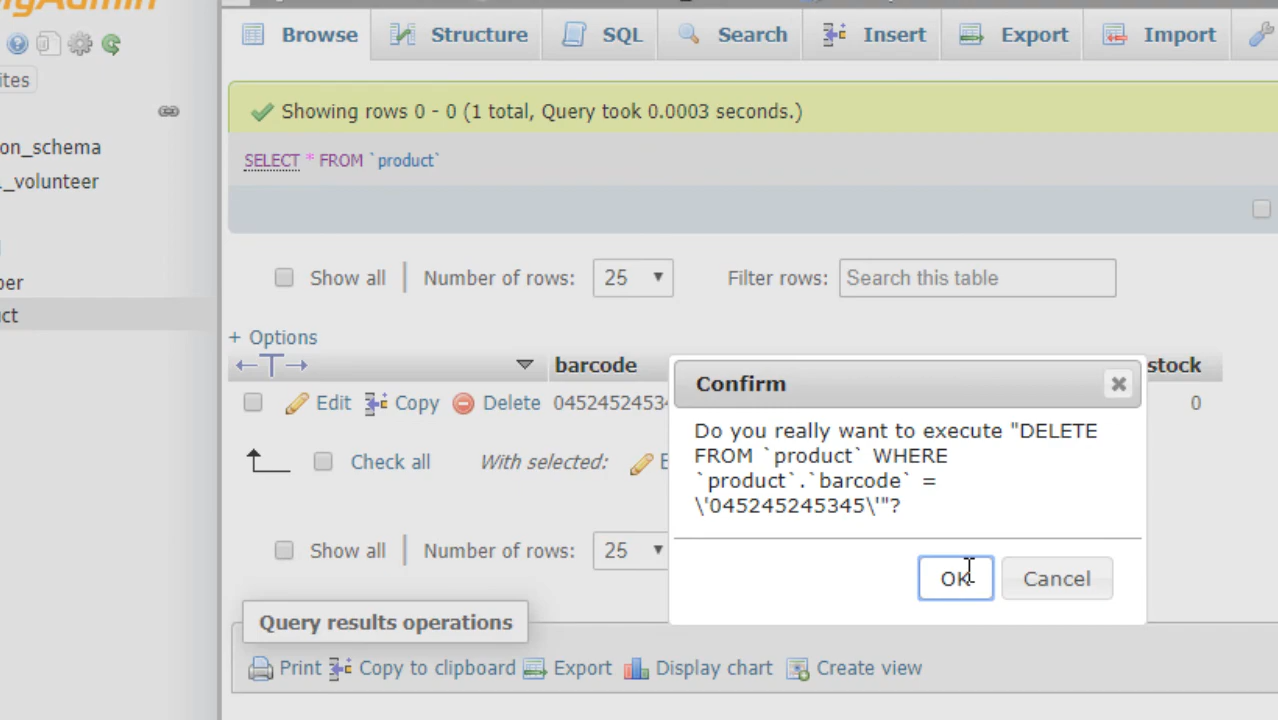 Browse Structure SQL Search Insert Export Import
ites
Showing rows 0 - 0 (1 total, Query took 0.0003 seconds.)
on_schema
SELECT * FROM `product`
_volunteer
Show all Number of rows: 25 Filter rows: Search this table
ber
ct
+ Options
barcode stock
Edit Copy Delete 0452452453 0
Confirm
Do you really want to execute "DELETE
FROM `product` WHERE
`product`.`barcode` =
\'045245245345\'"?
OK Cancel
Check all With selected: E
Show all Number of rows: 25
Query results operations
Print Copy to clipboard Export Display chart Create view